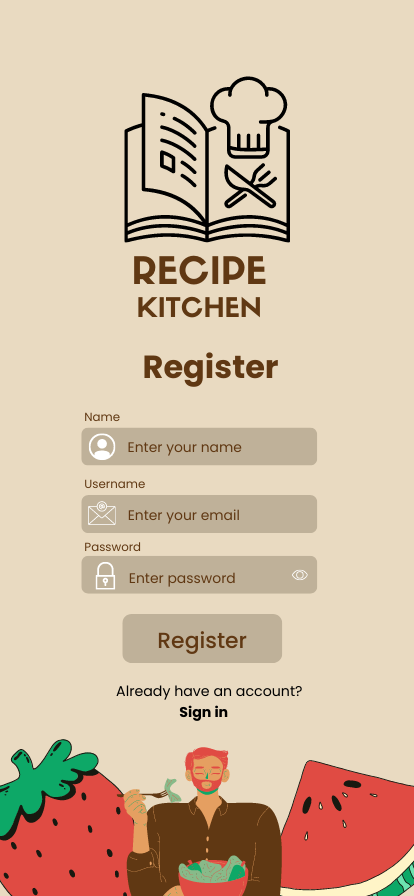 RECIPE
KITCHEN
Register
Name
Enter your name
Username
Enter your email
Password
Enter password
Register
Already have an account?
Sign in